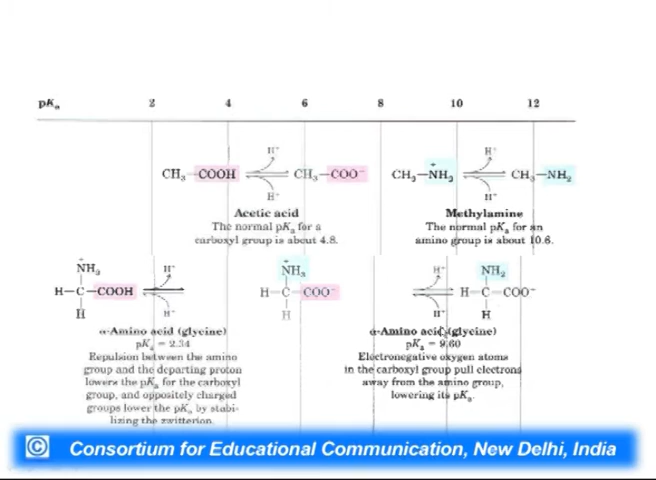 pKa 2 4 6 8 10 12
H+ H+
CH3—COOH CH3—COO− CH3—N+H3 CH3—NH2
H+ H+
Acetic acid Methylamine
The normal pKa for a The normal pKa for an
carboxyl group is about 4.8. amino group is about 10.6.
+NH3 H+ +NH3 H+ NH2
H—C—COOH H—C—COO− H—C—COO−
H H+ H H+ H
α-Amino acid (glycine) α-Amino acid (glycine)
pKa = 2.34 pKa = 9.60
Repulsion between the amino Electronegative oxygen atoms
group and the departing proton in the carboxyl group pull electrons
lowers the pKa for the carboxyl away from the amino group,
group, and oppositely charged lowering its pKa.
groups lower the pKa by stabi-
lizing the zwitterion.
© Consortium for Educational Communication, New Delhi, India